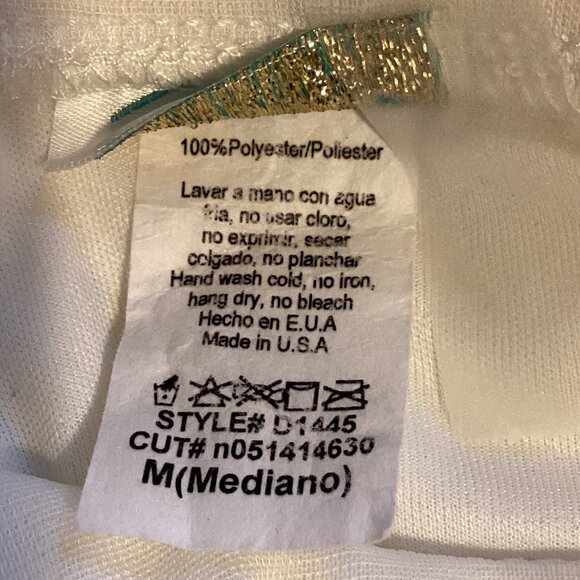 100%Polyester/Poliester
Lavar a mano con agua
fria, no usar cloro,
no exprimir, secar
colgado, no planchar
Hand wash cold, no iron,
hang dry, no bleach
Hecho en E.U.A
Made in U.S.A
STYLE# D1445
CUT# n051414630
M(Mediano)